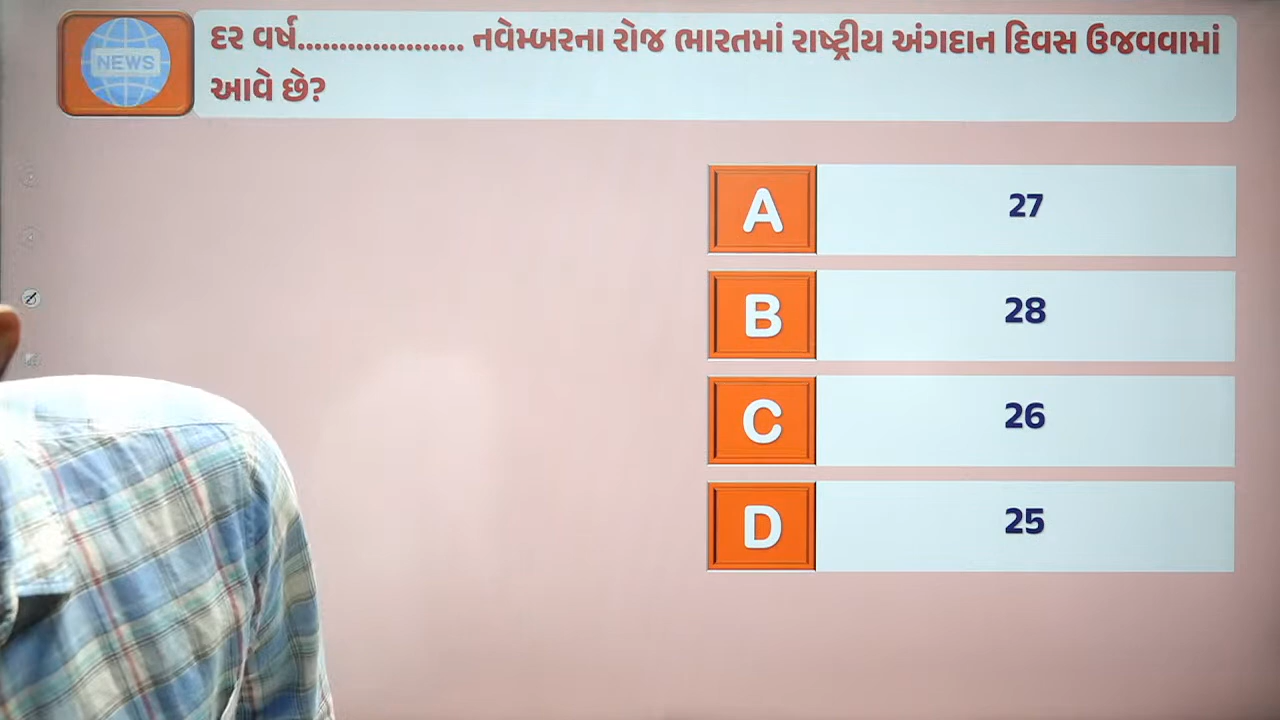 NEWS
દર વર્ષ.................... નવેમ્બરના રોજ ભારતમાં રાષ્ટ્રીય અંગદાન દિવસ ઉજવવામાં
આવે છે?
A 27
B 28
C 26
D 25